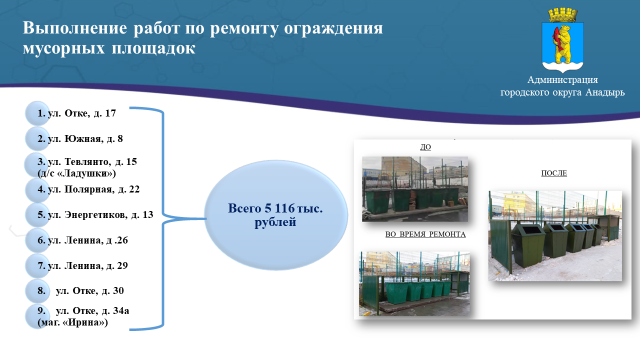 Выполнение работ по ремонту ограждения
мусорных площадок
Администрация
городского округа Анадырь
1. ул. Отке, д. 17
2. ул. Южная, д. 8
3. ул. Тевлянто, д. 15
(д/с «Ладушки»)
4. ул. Полярная, д. 22
5. ул. Энергетиков, д. 13
6. ул. Ленина, д .26
7. ул. Ленина, д. 29
8. ул. Отке, д. 30
9. ул. Отке, д. 34а
(маг. «Ирина»)
Всего 5 116 тыс.
рублей
ДО
ВО ВРЕМЯ РЕМОНТА
ПОСЛЕ